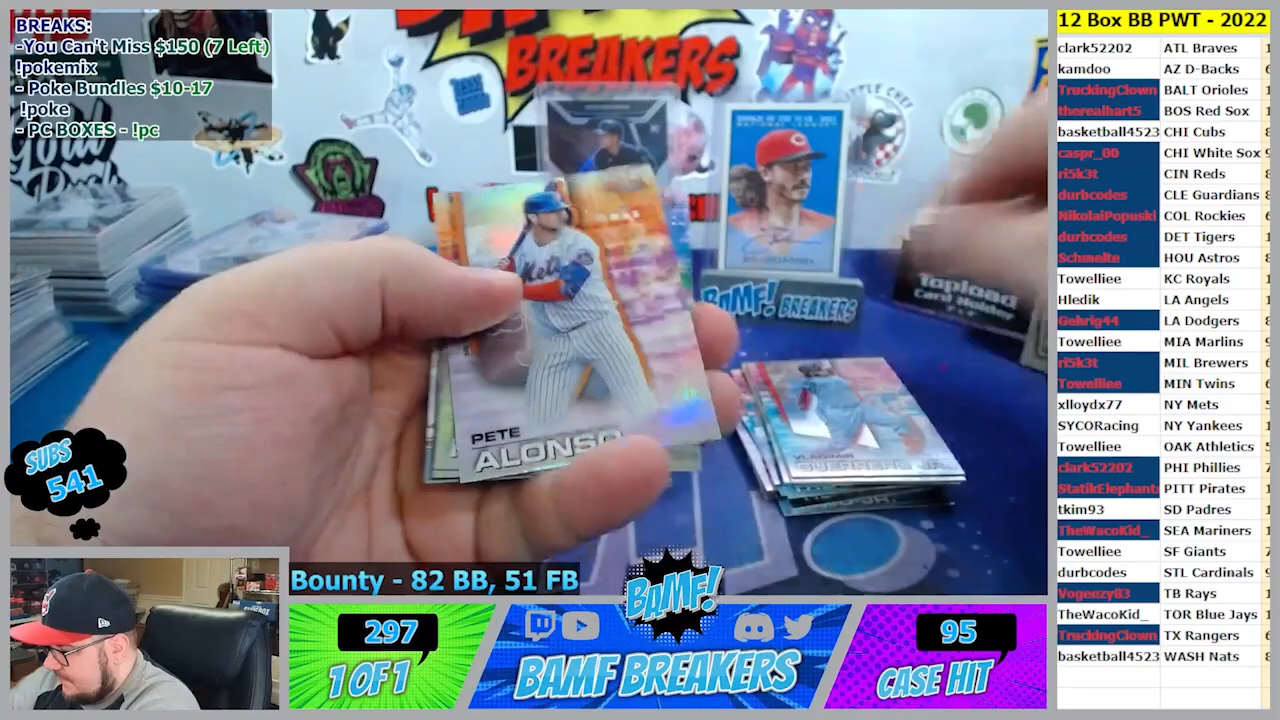 BREAKS:
-You Can't Miss $150 (7 Left)
!pokemix
- Poke Bundles $10-17
!poke
- PC BOXES - !pc
BREAKERS
BAMF! BREAKERS
Topload
Card Holder
PETE
ALONSO
VLADIMIR
GUERRERO JR.
SUBS
541
Bounty - 82 BB, 51 FB
BAMF!
297
1 OF 1
BAMF BREAKERS
95
CASE HIT
12 Box BB PWT - 2022
clark52202 ATL Braves
kamdoo AZ D-Backs
TruckingClown BALT Orioles
therealhart5 BOS Red Sox
basketball4523 CHI Cubs
caspr_00 CHI White Sox
ri5k3t CIN Reds
durbcodes CLE Guardians
NikolaiPopuski COL Rockies
durbcodes DET Tigers
Schmelte HOU Astros
Towelliee KC Royals
Hledik LA Angels
Gehrig44 LA Dodgers
Towelliee MIA Marlins
ri5k3t MIL Brewers
Towelliee MIN Twins
xlloydx77 NY Mets
SYCORacing NY Yankees
Towelliee OAK Athletics
clark52202 PHI Phillies
StatikElephant PITT Pirates
tkim93 SD Padres
TheWacoKid_ SEA Mariners
Towelliee SF Giants
durbcodes STL Cardinals
Vogeezy83 TB Rays
TheWacoKid_ TOR Blue Jays
TruckingClown TX Rangers
basketball4523 WASH Nats